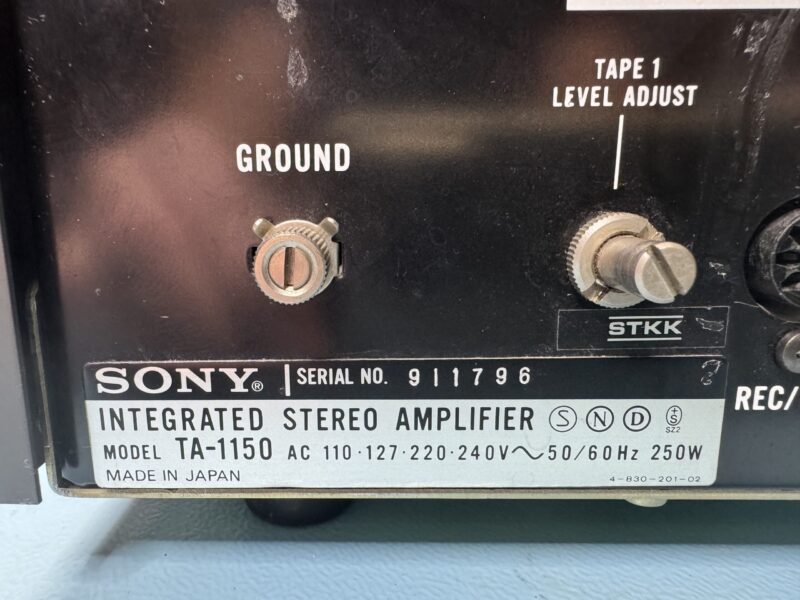 TAPE 1
LEVEL ADJUST
GROUND
STKK
SONY® SERIAL NO. 911796
REC/
INTEGRATED STEREO AMPLIFIER S N D + S SZ2
MODEL TA-1150 AC 110·127·220·240V~50/60Hz 250W
MADE IN JAPAN 4-830-201-02